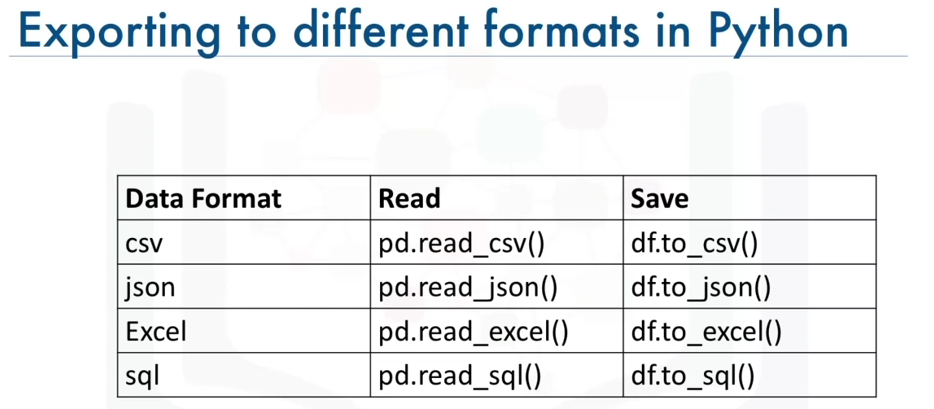 Exporting to different formats in Python
Data Format Read Save
csv pd.read_csv() df.to_csv()
json pd.read_json() df.to_json()
Excel pd.read_excel() df.to_excel()
sql pd.read_sql() df.to_sql()